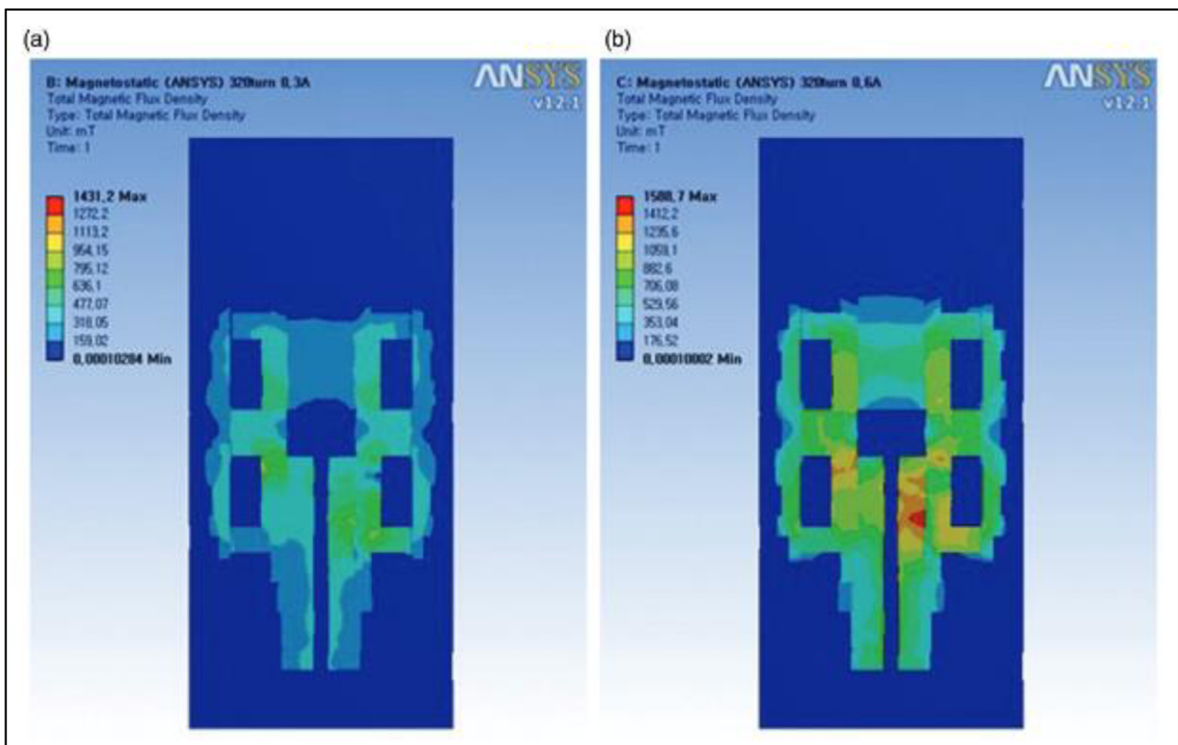 (a)
B: Magnetostatic (ANSYS) 320turn 0,3A
Total Magnetic Flux Density
Type: Total Magnetic Flux Density
Unit: mT
Time: 1
ANSYS
v12.1
1431,2 Max
1272,2
1113,2
954,15
795,12
636,1
477,07
318,05
159,02
0,00010284 Min
(b)
C: Magnetostatic (ANSYS) 320turn 0,6A
Total Magnetic Flux Density
Type: Total Magnetic Flux Density
Unit: mT
Time: 1
ANSYS
v12.1
1588,7 Max
1412,2
1235,6
1059,1
882,6
706,08
529,56
353,04
176,52
0,00010002 Min